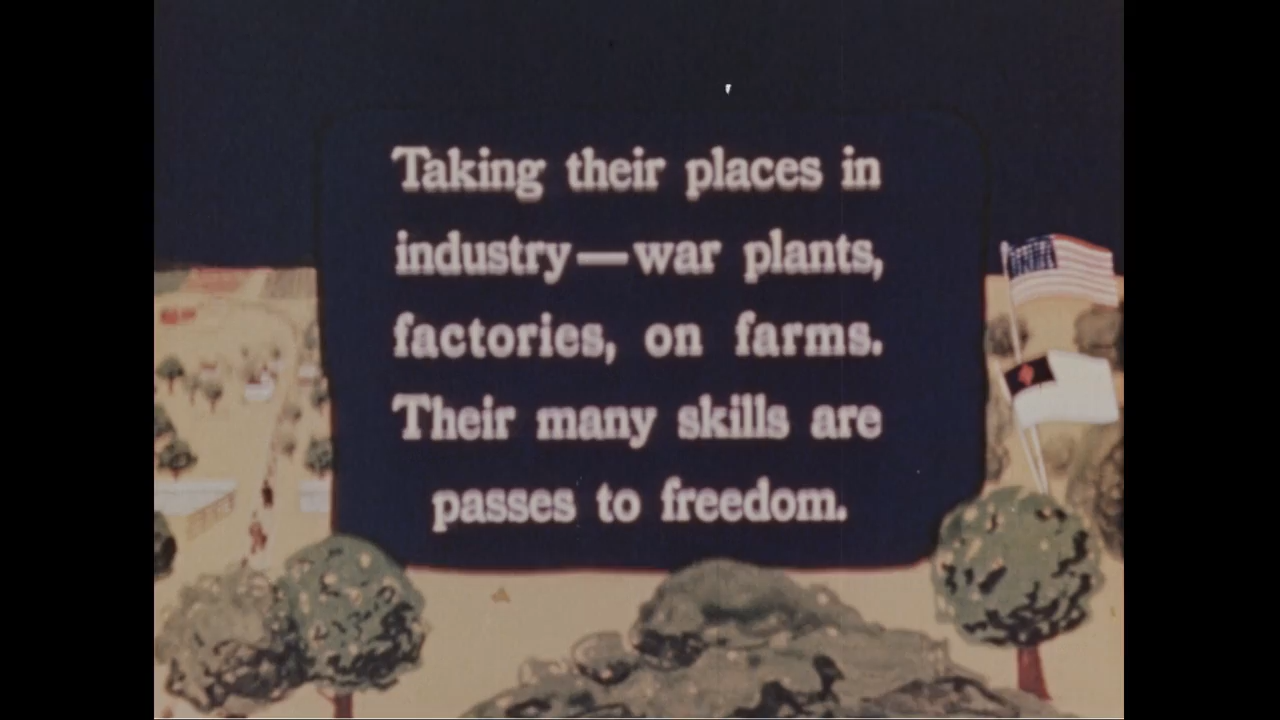 Taking their places in
industry—war plants,
factories, on farms.
Their many skills are
passes to freedom.